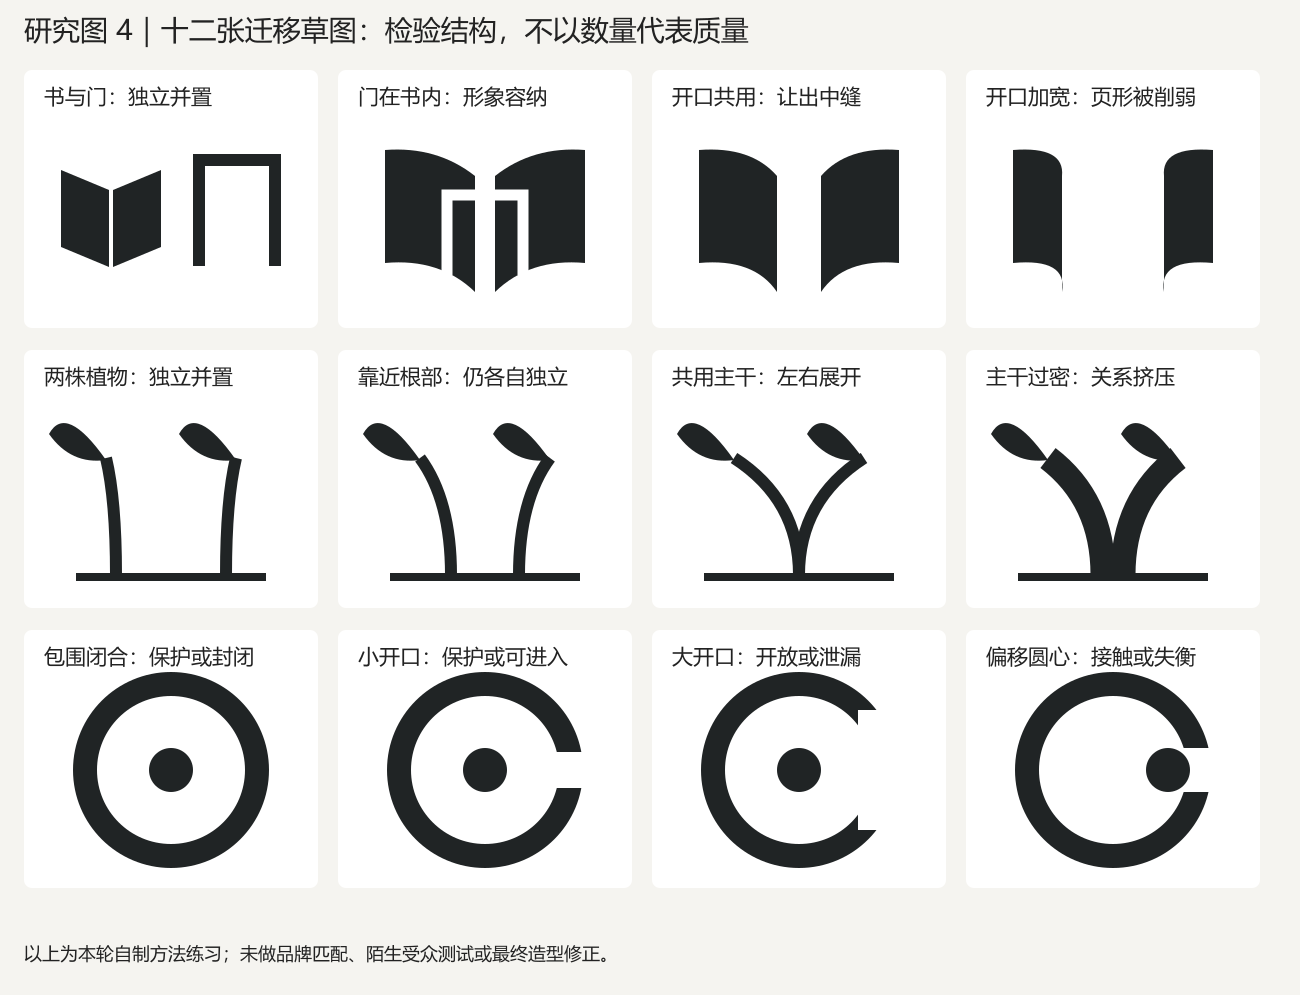 研究图 4｜十二张迁移草图：检验结构，不以数量代表质量
书与门：独立并置
门在书内：形象容纳
开口共用：让出中缝
开口加宽：页形被削弱
两株植物：独立并置
靠近根部：仍各自独立
共用主干：左右展开
主干过密：关系挤压
包围闭合：保护或封闭
小开口：保护或可进入
大开口：开放或泄漏
偏移圆心：接触或失衡
以上为本轮自制方法练习；未做品牌匹配、陌生受众测试或最终造型修正。